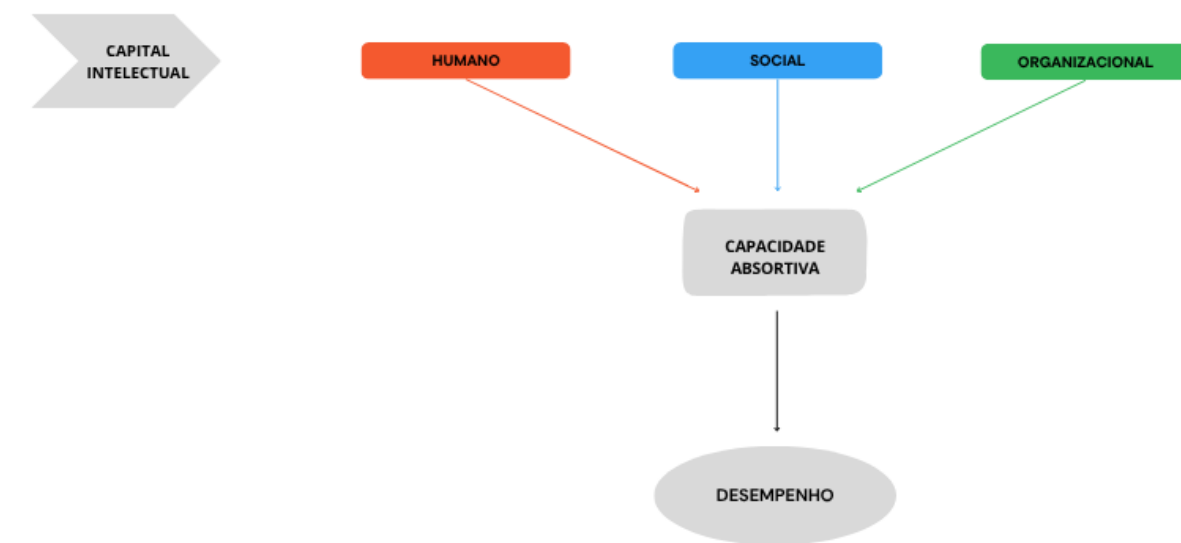 CAPITAL
INTELECTUAL
HUMANO
SOCIAL
ORGANIZACIONAL
CAPACIDADE
ABSORTIVA
DESEMPENHO